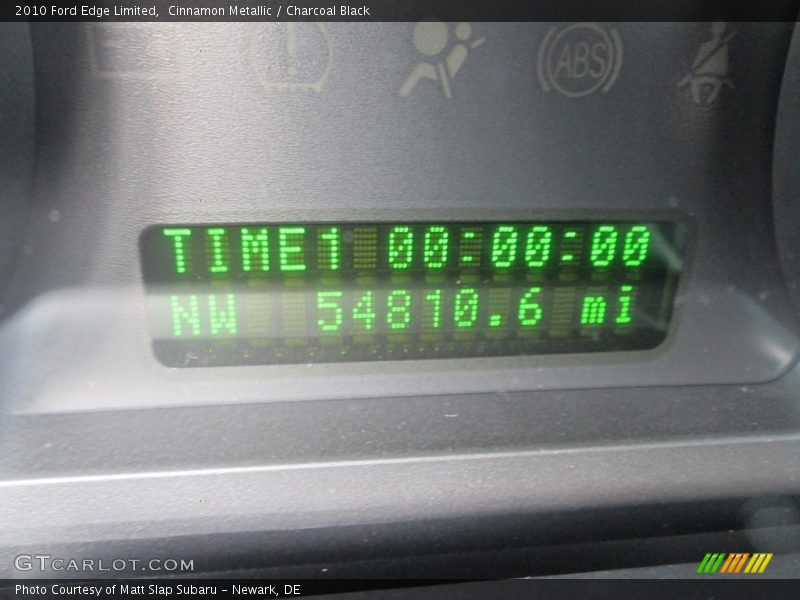 2010 Ford Edge Limited,  Cinnamon Metallic / Charcoal Black
ABS
TIME1 00:00:00
NW 54810.6 mi
GTCARLOT.COM
Photo Courtesy of Matt Slap Subaru – Newark, DE